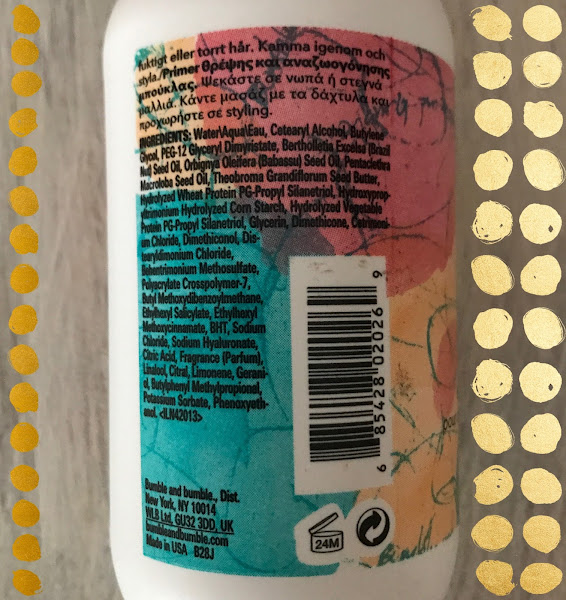 fuktigt eller torrt hår. Kamma igenom och
styla./Primer θρέψης και αναζωογόνησης
μπούκλας. Ψεκάστε σε νωπά ή στεγνά
μαλλιά. Κάντε μασάζ με τα δάχτυλα και
προχωρήστε σε styling.
INGREDIENTS: Water\Aqua\Eau, Cetearyl Alcohol, Butylene
Glycol, PEG-12 Glyceryl Dimyristate, Bertholletia Excelsa (Brazil
Nut) Seed Oil, Orbignya Oleifera (Babassu) Seed Oil, Pentaclethra
Macroloba Seed Oil, Theobroma Grandiflorum Seed Butter,
Hydrolyzed Wheat Protein PG-Propyl Silanetriol, Hydroxyprop-
yltrimonium Hydrolyzed Corn Starch, Hydrolyzed Vegetable
Protein PG-Propyl Silanetriol, Glycerin, Dimethicone, Cetrimoni-
um Chloride, Dimethiconol, Dis-
tearyldimonium Chloride,
Behentrimonium Methosulfate,
Polyacrylate Crosspolymer-7,
Butyl Methoxydibenzoylmethane,
Ethylhexyl Salicylate, Ethylhexyl
Methoxycinnamate, BHT, Sodium
Chloride, Sodium Hyaluronate,
Citric Acid, Fragrance (Parfum),
Linalool, Citral, Limonene, Gerani-
ol, Butylphenyl Methylpropional,
Potassium Sorbate, Phenoxyeth-
anol. <ILN42013>
6 85428 02026 9
Bumble and bumble., Dist.
New York, NY 10014
WLB Ltd. GU32 3DD, UK
bumbleandbumble.com
Made in USA B28J
24M